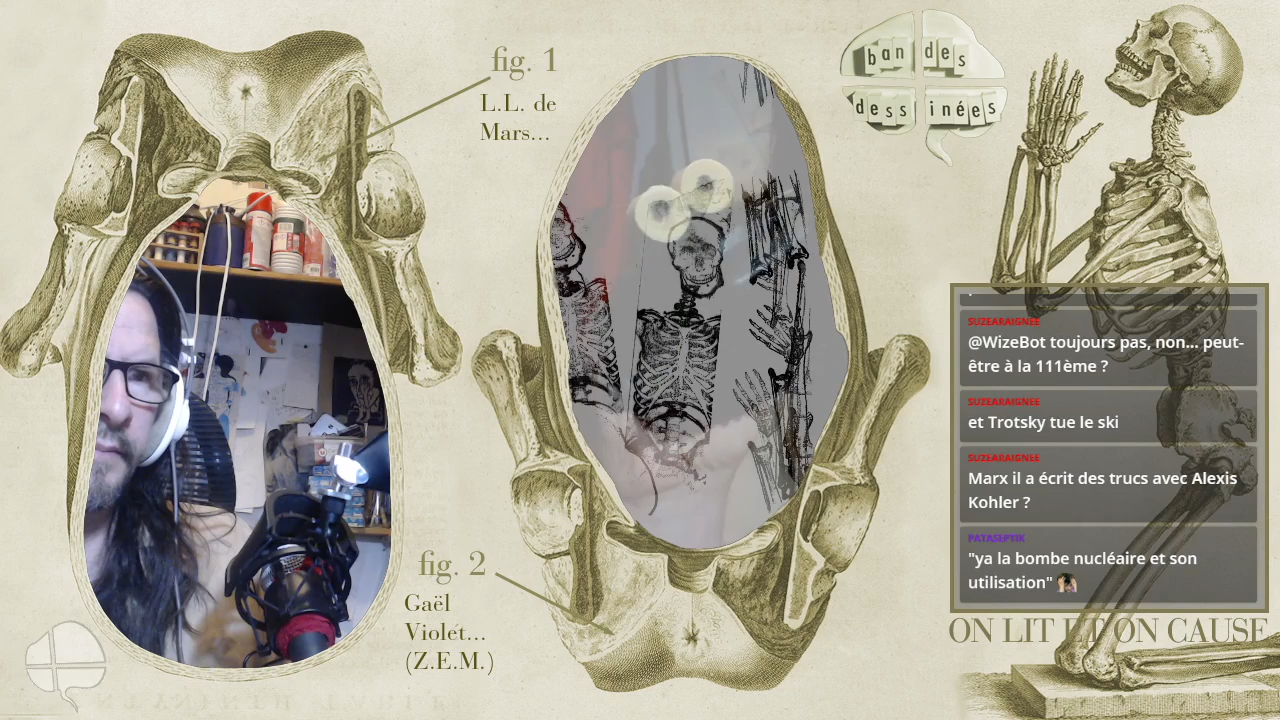 fig. 1
L.L. de
Mars...
ban des
dess inées
SUZEARAIGNEE
@WizeBot toujours pas, non... peut-
être à la 111ème ?
SUZEARAIGNEE
et Trotsky tue le ski
SUZEARAIGNEE
Marx il a écrit des trucs avec Alexis
Kohler ?
PATASEPTIK
"ya la bombe nucléaire et son
utilisation"
fig. 2
Gaël
Violet...
(Z.E.M.)
ON LIT ET ON CAUSE